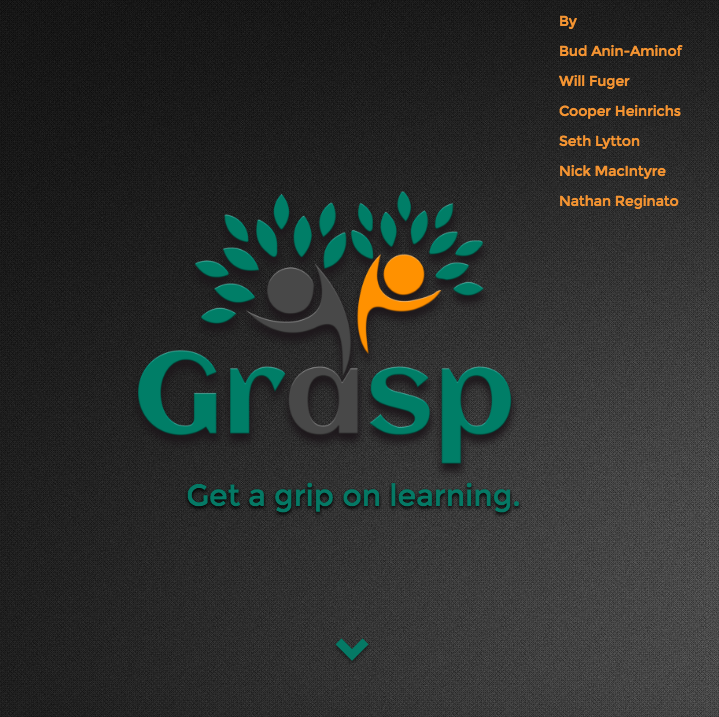 By
Bud Anin-Aminof
Will Fuger
Cooper Heinrichs
Seth Lytton
Nick MacIntyre
Nathan Reginato
Grasp
Get a grip on learning.